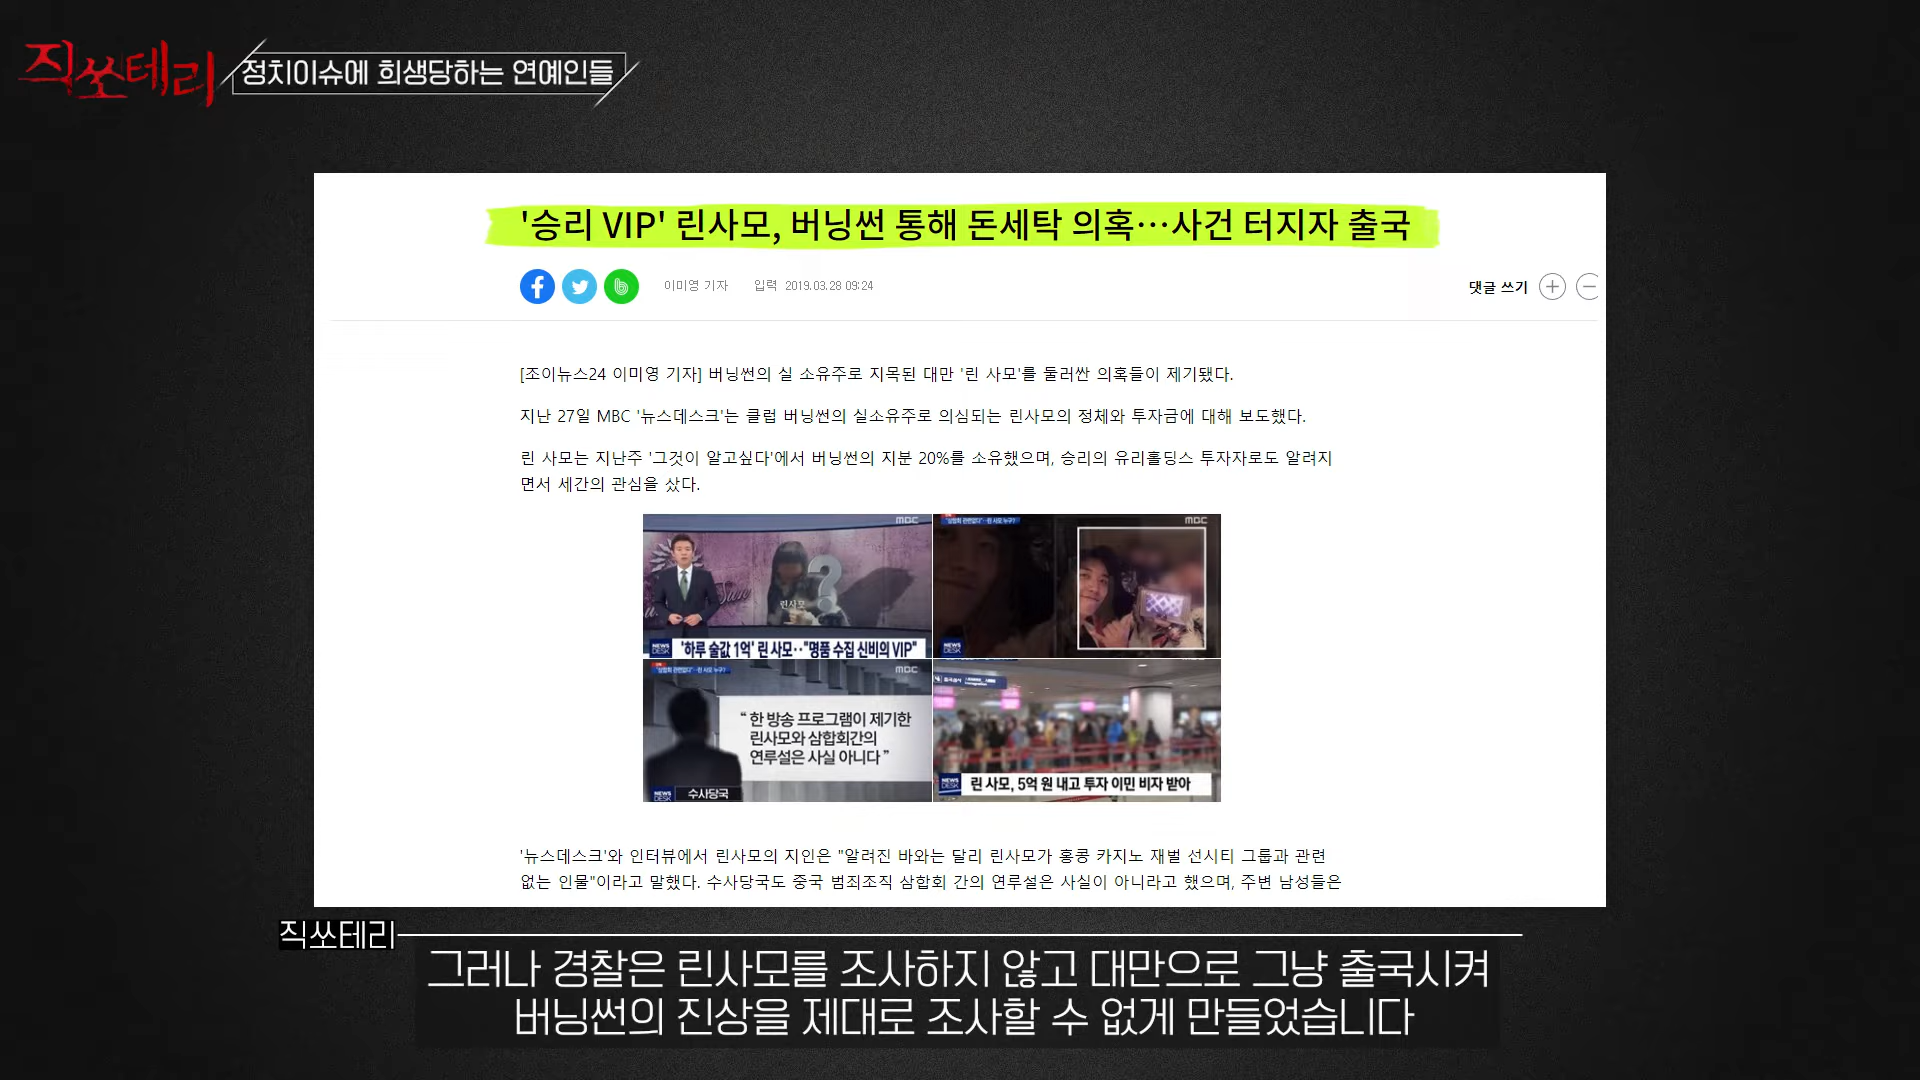 직쏘테리
정치이슈에 희생당하는 연예인들
'승리 VIP' 린사모, 버닝썬 통해 돈세탁 의혹…사건 터지자 출국
이미영 기자 입력 2019.03.28 09:24
댓글 쓰기
[조이뉴스24 이미영 기자] 버닝썬의 실 소유주로 지목된 대만 '린 사모'를 둘러싼 의혹들이 제기됐다.
지난 27일 MBC '뉴스데스크'는 클럽 버닝썬의 실소유주로 의심되는 린사모의 정체와 투자금에 대해 보도했다.
린 사모는 지난주 '그것이 알고싶다'에서 버닝썬의 지분 20%를 소유했으며, 승리의 유리홀딩스 투자자로도 알려지
면서 세간의 관심을 샀다.
mbc
린사모
NEWS DESK
'하루 술값 1억' 린 사모.."명품 수집 신비의 VIP"
mbc
NEWS DESK
mbc
“ 한 방송 프로그램이 제기한
린사모와 삼합회간의
연루설은 사실 아니다 ”
NEWS DESK
수사당국
NEWS DESK
린 사모, 5억 원 내고 투자 이민 비자 받아
'뉴스데스크'와 인터뷰에서 린사모의 지인은 "알려진 바와는 달리 린사모가 홍콩 카지노 재벌 선시티 그룹과 관련
없는 인물"이라고 말했다. 수사당국도 중국 범죄조직 삼합회 간의 연루설은 사실이 아니라고 했으며, 주변 남성들은
직쏘테리
그러나 경찰은 린사모를 조사하지 않고 대만으로 그냥 출국시켜
버닝썬의 진상을 제대로 조사할 수 없게 만들었습니다